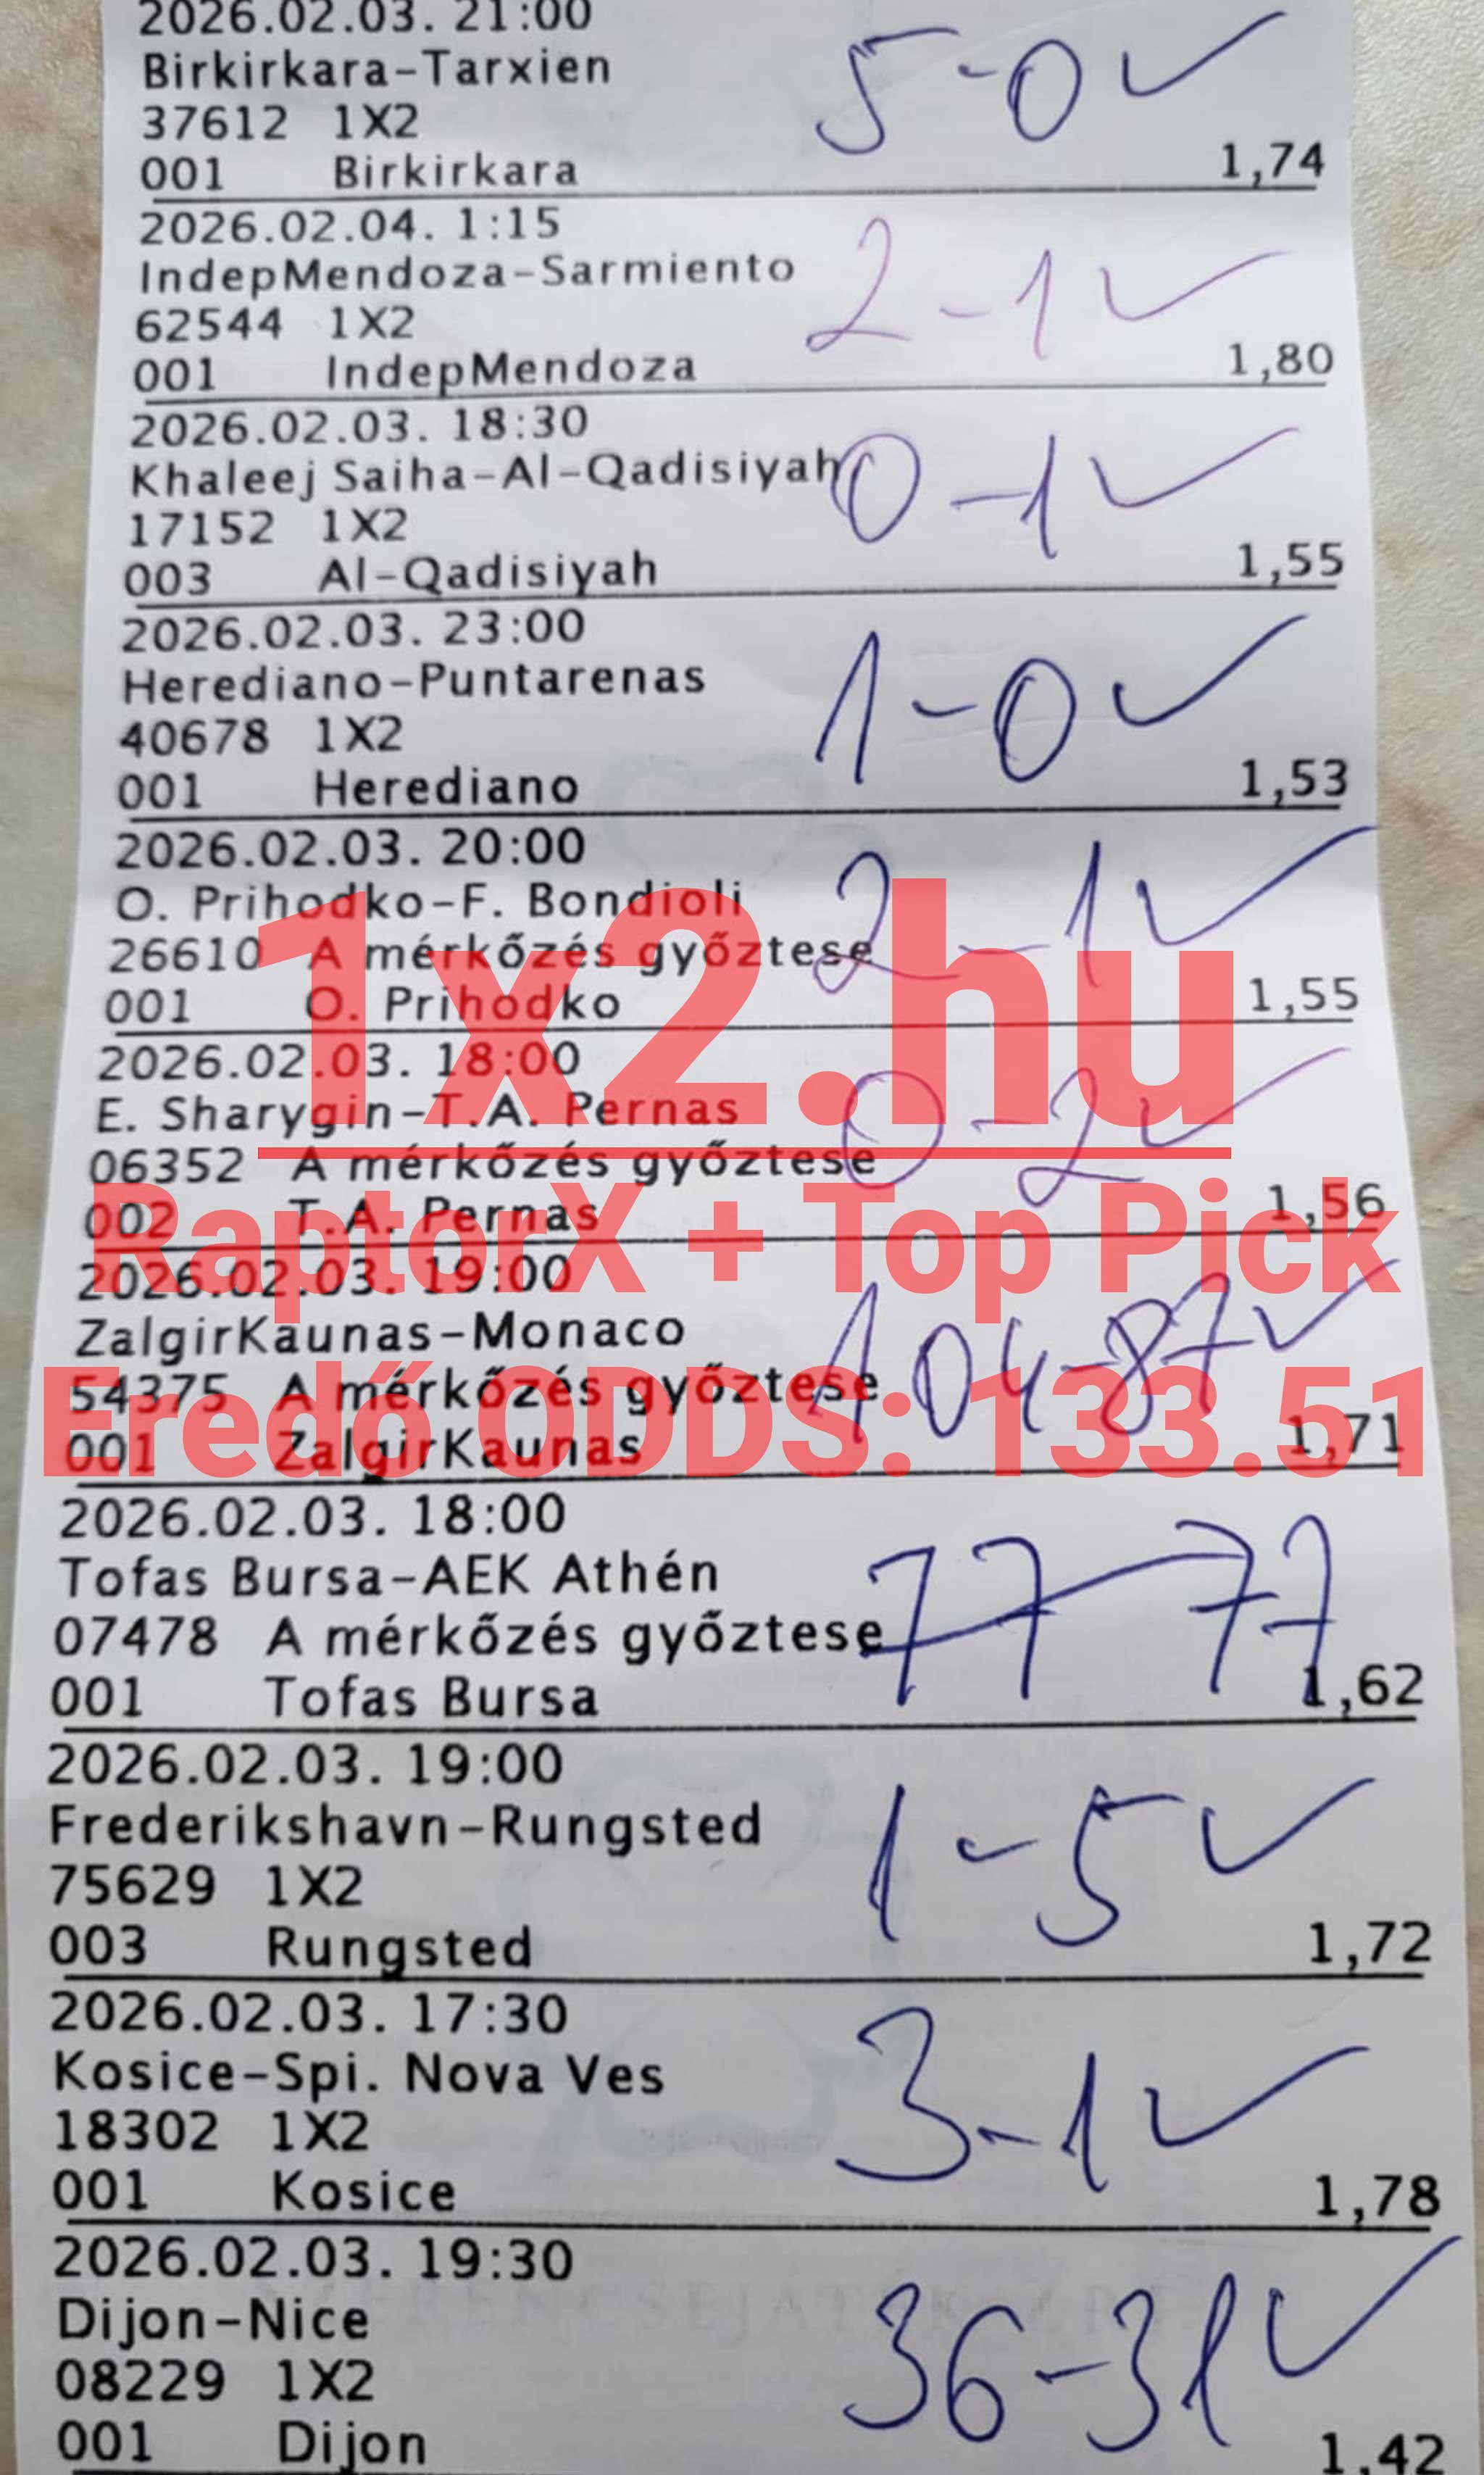 2026.02.03. 21:00
Birkirkara-Tarxien
5-0 ✓
37612 1X2
001 Birkirkara 1,74
2026.02.04. 1:15
IndepMendoza-Sarmiento
2-1 ✓
62544 1X2
001 IndepMendoza 1,80
2026.02.03. 18:30
Khaleej Saiha-Al-Qadisiyah
0-1 ✓
17152 1X2
003 Al-Qadisiyah 1,55
2026.02.03. 23:00
Herediano-Puntarenas
1-0 ✓
40678 1X2
001 Herediano 1,53
2026.02.03. 20:00
O. Prihodko-F. Bondioli
2-1 ✓
26610 A mérkőzés győztese
001 O. Prihodko 1,55
1x2.hu
2026.02.03. 18:00
E. Sharygin-T.A. Pernas
0-2 ✓
06352 A mérkőzés győztese
002 T.A. Pernas 1,56
RaptorX + Top Pick
2026.02.03. 19:00
ZalgirKaunas-Monaco
104-87 ✓
54375 A mérkőzés győztese
001 ZalgirKaunas 1,71
Eredő ODDS: 133.51
2026.02.03. 18:00
Tofas Bursa-AEK Athén
77 77
07478 A mérkőzés győztese
001 Tofas Bursa 1,62
2026.02.03. 19:00
Frederikshavn-Rungsted
1-5 ✓
75629 1X2
003 Rungsted 1,72
2026.02.03. 17:30
Kosice-Spi. Nova Ves
3-1 ✓
18302 1X2
001 Kosice 1,78
2026.02.03. 19:30
Dijon-Nice
36-31 ✓
08229 1X2
001 Dijon 1,42